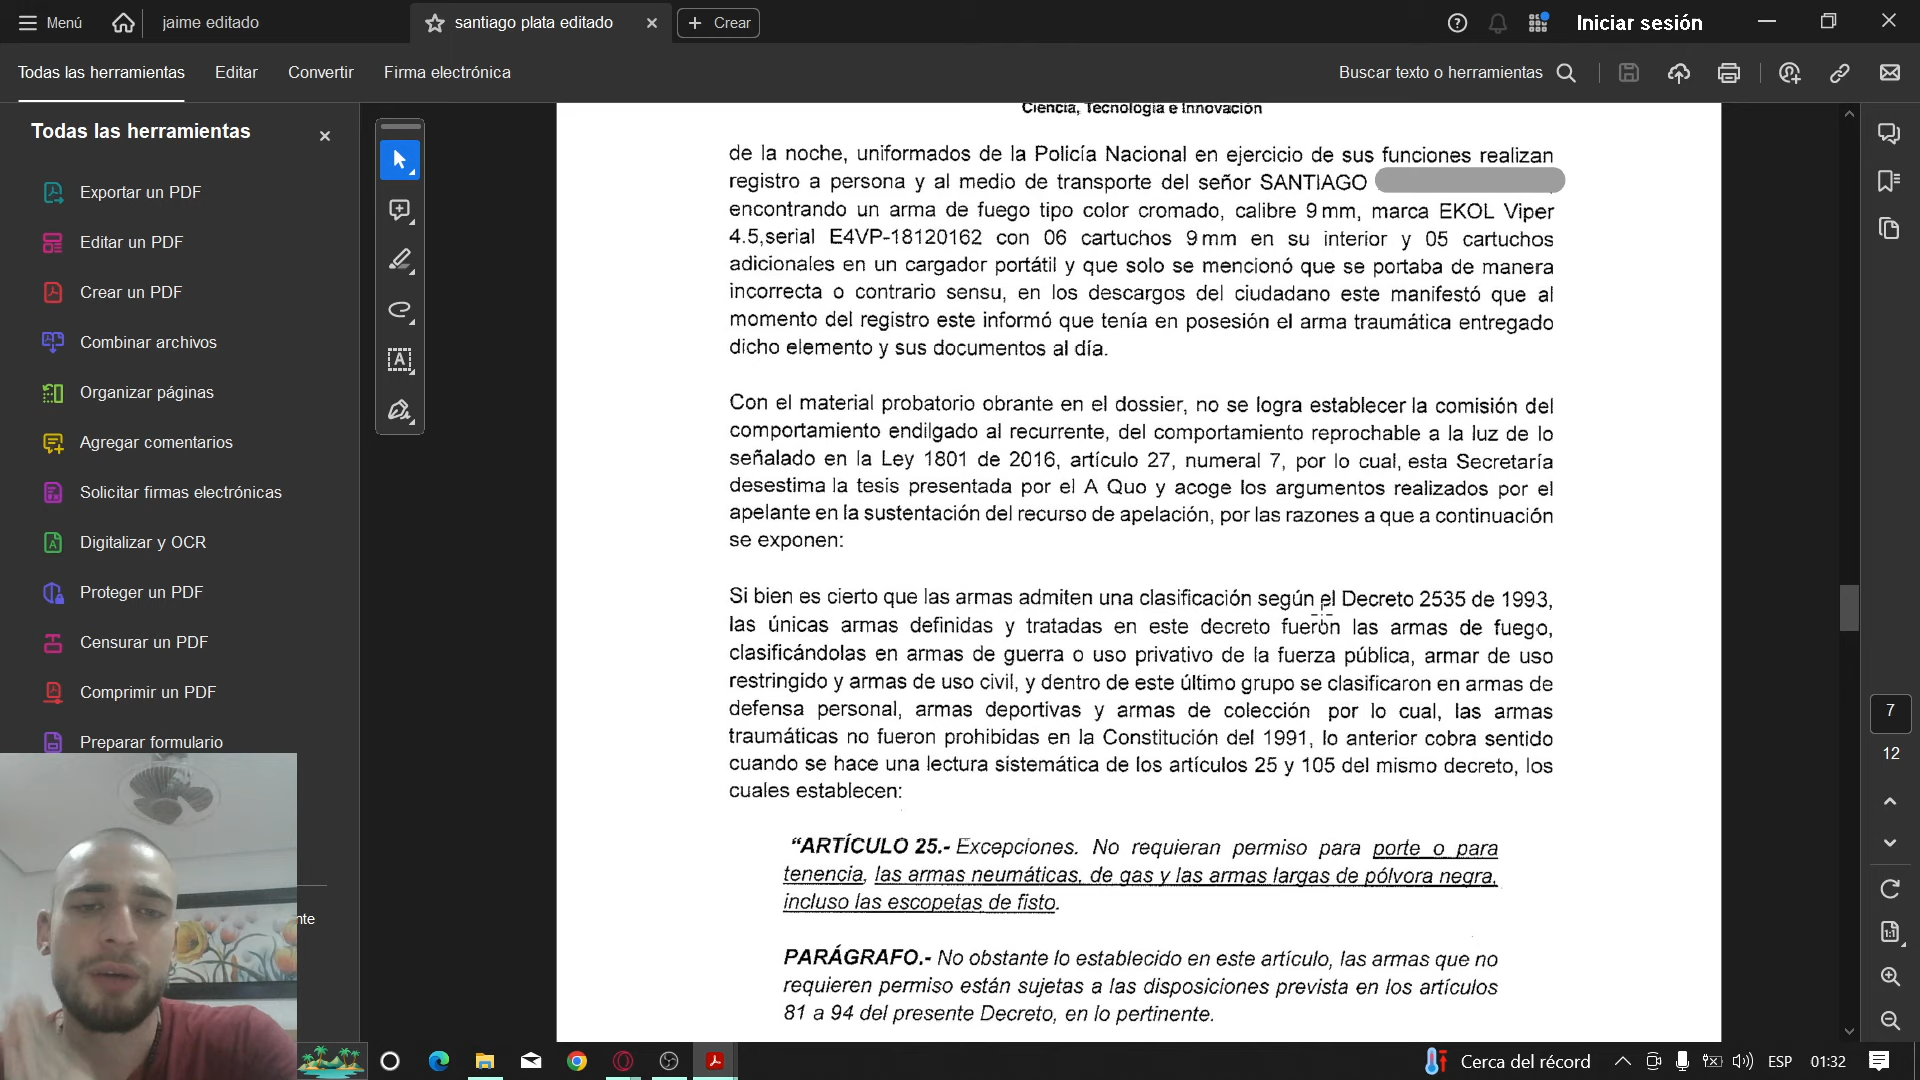 Menú
jaime editado
santiago plata editado
Crear
Iniciar sesión
Todas las herramientas
Editar
Convertir
Firma electrónica
Buscar texto o herramientas
Todas las herramientas
Exportar un PDF
Editar un PDF
Crear un PDF
Combinar archivos
Organizar páginas
Agregar comentarios
Solicitar firmas electrónicas
Digitalizar y OCR
Proteger un PDF
Censurar un PDF
Comprimir un PDF
Preparar formulario
nte
Ciencia, Tecnología e Innovación
de la noche, uniformados de la Policía Nacional en ejercicio de sus funciones realizan
registro a persona y al medio de transporte del señor SANTIAGO
encontrando un arma de fuego tipo color cromado, calibre 9 mm, marca EKOL Viper
4.5,serial E4VP-18120162 con 06 cartuchos 9 mm en su interior y 05 cartuchos
adicionales en un cargador portátil y que solo se mencionó que se portaba de manera
incorrecta o contrario sensu, en los descargos del ciudadano este manifestó que al
momento del registro este informó que tenía en posesión el arma traumática entregado
dicho elemento y sus documentos al día.
Con el material probatorio obrante en el dossier, no se logra establecer la comisión del
comportamiento endilgado al recurrente, del comportamiento reprochable a la luz de lo
señalado en la Ley 1801 de 2016, artículo 27, numeral 7, por lo cual, esta Secretaría
desestima la tesis presentada por el A Quo y acoge los argumentos realizados por el
apelante en la sustentación del recurso de apelación, por las razones a que a continuación
se exponen:
Si bien es cierto que las armas admiten una clasificación según el Decreto 2535 de 1993,
las únicas armas definidas y tratadas en este decreto fueron las armas de fuego,
clasificándolas en armas de guerra o uso privativo de la fuerza pública, armar de uso
restringido y armas de uso civil, y dentro de este último grupo se clasificaron en armas de
defensa personal, armas deportivas y armas de colección por lo cual, las armas
traumáticas no fueron prohibidas en la Constitución del 1991, lo anterior cobra sentido
cuando se hace una lectura sistemática de los artículos 25 y 105 del mismo decreto, los
cuales establecen:
“ARTÍCULO 25.- Excepciones. No requieran permiso para porte o para
tenencia, las armas neumáticas, de gas y las armas largas de pólvora negra,
incluso las escopetas de fisto.
PARÁGRAFO.- No obstante lo establecido en este artículo, las armas que no
requieren permiso están sujetas a las disposiciones prevista en los artículos
81 a 94 del presente Decreto, en lo pertinente.
7
12
1:1
Cerca del récord
ESP
01:32